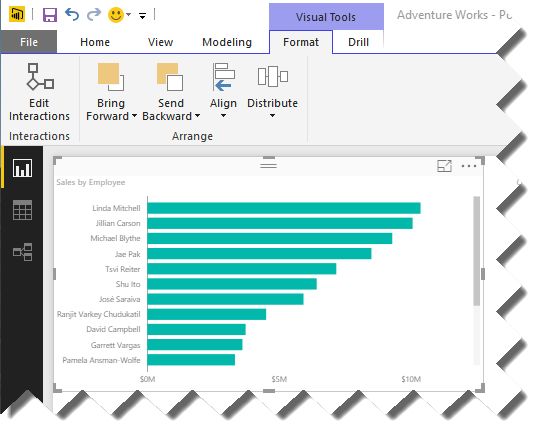 Visual Tools
Adventure Works - Pu
File Home View Modeling Format Drill
Edit Interactions
Bring Forward
Send Backward
Align
Distribute
Interactions
Arrange
Sales by Employee
Linda Mitchell
Jillian Carson
Michael Blythe
Jae Pak
Tsvi Reiter
Shu Ito
José Saraiva
Ranjit Varkey Chudukatil
David Campbell
Garrett Vargas
Pamela Ansman-Wolfe
$0M $5M $10M